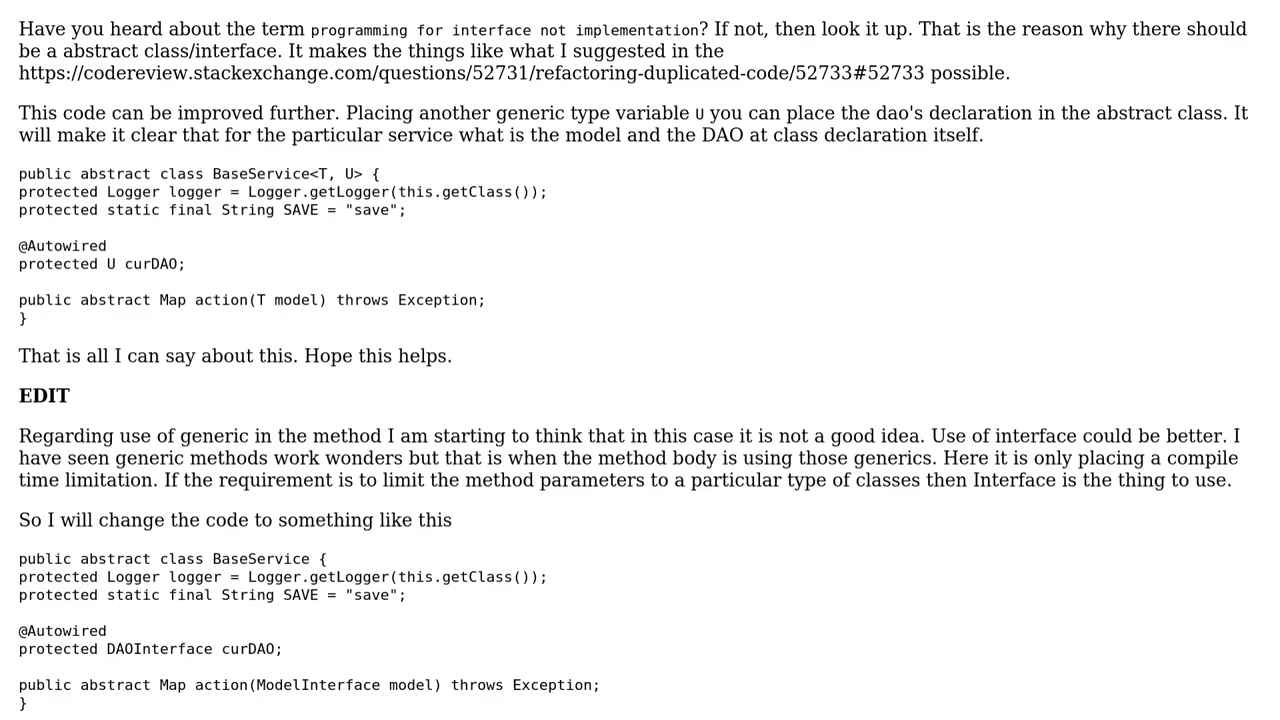 Have you heard about the term programming for interface not implementation? If not, then look it up. That is the reason why there should
be a abstract class/interface. It makes the things like what I suggested in the
https://codereview.stackexchange.com/questions/52731/refactoring-duplicated-code/52733#52733 possible.
This code can be improved further. Placing another generic type variable U you can place the dao's declaration in the abstract class. It
will make it clear that for the particular service what is the model and the DAO at class declaration itself.
public abstract class BaseService<T, U> {
protected Logger logger = Logger.getLogger(this.getClass());
protected static final String SAVE = "save";
@Autowired
protected U curDAO;
public abstract Map action(T model) throws Exception;
}
That is all I can say about this. Hope this helps.
EDIT
Regarding use of generic in the method I am starting to think that in this case it is not a good idea. Use of interface could be better. I
have seen generic methods work wonders but that is when the method body is using those generics. Here it is only placing a compile
time limitation. If the requirement is to limit the method parameters to a particular type of classes then Interface is the thing to use.
So I will change the code to something like this
public abstract class BaseService {
protected Logger logger = Logger.getLogger(this.getClass());
protected static final String SAVE = "save";
@Autowired
protected DAOInterface curDAO;
public abstract Map action(ModelInterface model) throws Exception;
}